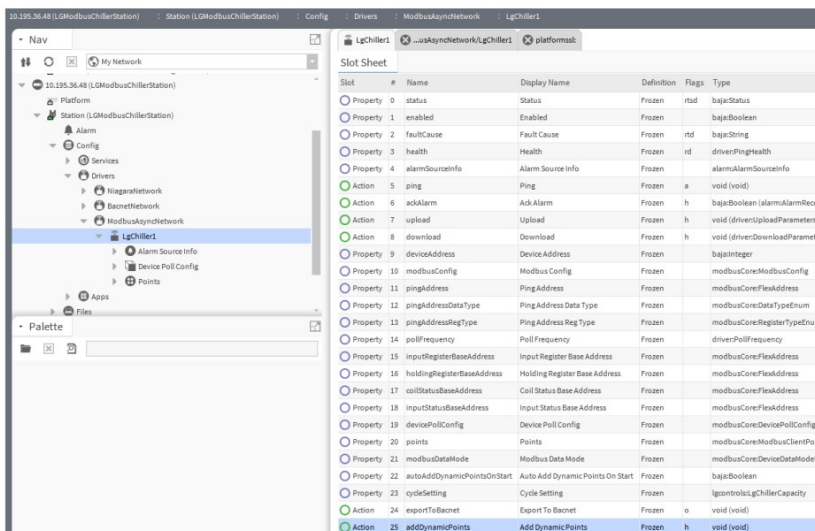 10.195.36.48 (LGModbusChillerStation) : Station (LGModbusChillerStation) : Config : Drivers : ModbusAsyncNetwork : LgChiller1
Nav
My Network
10.195.36.48 (LGModbusChillerStation)
Platform
Station (LGModbusChillerStation)
Alarm
Config
Services
Drivers
NiagaraNetwork
BacnetNetwork
ModbusAsyncNetwork
LgChiller1
Alarm Source Info
Device Poll Config
Points
Apps
Files
Palette
LgChiller1 ...usAsyncNetwork/LgChiller1 platformssl:
Slot Sheet
Slot # Name Display Name Definition Flags Type
Property 0 status Status Frozen rtsd baja:Status
Property 1 enabled Enabled Frozen baja:Boolean
Property 2 faultCause Fault Cause Frozen rtd baja:String
Property 3 health Health Frozen rd driver:PingHealth
Property 4 alarmSourceInfo Alarm Source Info Frozen alarm:AlarmSourceInfo
Action 5 ping Ping Frozen a void (void)
Action 6 ackAlarm Ack Alarm Frozen h baja:Boolean (alarm:AlarmReco
Action 7 upload Upload Frozen h void (driver:UploadParameters
Action 8 download Download Frozen h void (driver:DownloadParamet
Property 9 deviceAddress Device Address Frozen baja:Integer
Property 10 modbusConfig Modbus Config Frozen modbusCore:ModbusConfig
Property 11 pingAddress Ping Address Frozen modbusCore:FlexAddress
Property 12 pingAddressDataType Ping Address Data Type Frozen modbusCore:DataTypeEnum
Property 13 pingAddressRegType Ping Address Reg Type Frozen modbusCore:RegisterTypeEnu
Property 14 pollFrequency Poll Frequency Frozen driver:PollFrequency
Property 15 inputRegisterBaseAddress Input Register Base Address Frozen modbusCore:FlexAddress
Property 16 holdingRegisterBaseAddress Holding Register Base Address Frozen modbusCore:FlexAddress
Property 17 coilStatusBaseAddress Coil Status Base Address Frozen modbusCore:FlexAddress
Property 18 inputStatusBaseAddress Input Status Base Address Frozen modbusCore:FlexAddress
Property 19 devicePollConfig Device Poll Config Frozen modbusCore:DevicePollConfig
Property 20 points Points Frozen modbusCore:ModbusClientPo
Property 21 modbusDataMode Modbus Data Mode Frozen modbusCore:DeviceDataMode
Property 22 autoAddDynamicPointsOnStart Auto Add Dynamic Points On Start Frozen baja:Boolean
Property 23 cycleSetting Cycle Setting Frozen lgcontrols:LgChillerCapacity
Action 24 exportToBacnet Export To Bacnet Frozen o void (void)
Action 25 addDynamicPoints Add Dynamic Points Frozen h void (void)